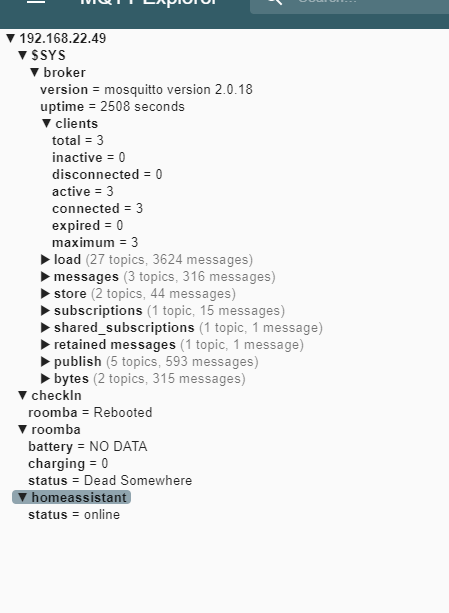 MQTT Explorer
Search...
▼ 192.168.22.49
▼ $SYS
▼ broker
version = mosquitto version 2.0.18
uptime = 2508 seconds
▼ clients
total = 3
inactive = 0
disconnected = 0
active = 3
connected = 3
expired = 0
maximum = 3
▶ load (27 topics, 3624 messages)
▶ messages (3 topics, 316 messages)
▶ store (2 topics, 44 messages)
▶ subscriptions (1 topic, 15 messages)
▶ shared_subscriptions (1 topic, 1 message)
▶ retained messages (1 topic, 1 message)
▶ publish (5 topics, 593 messages)
▶ bytes (2 topics, 315 messages)
▼ checkIn
roomba = Rebooted
▼ roomba
battery = NO DATA
charging = 0
status = Dead Somewhere
▼ homeassistant
status = online